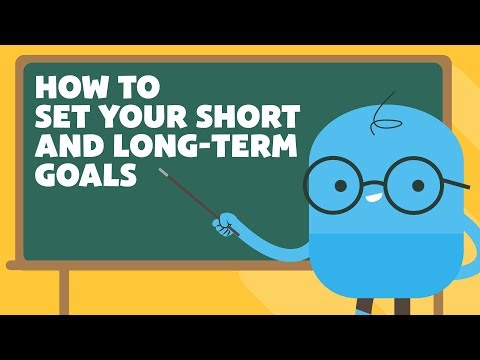 HOW TO
SET YOUR SHORT
AND LONG-TERM
GOALS